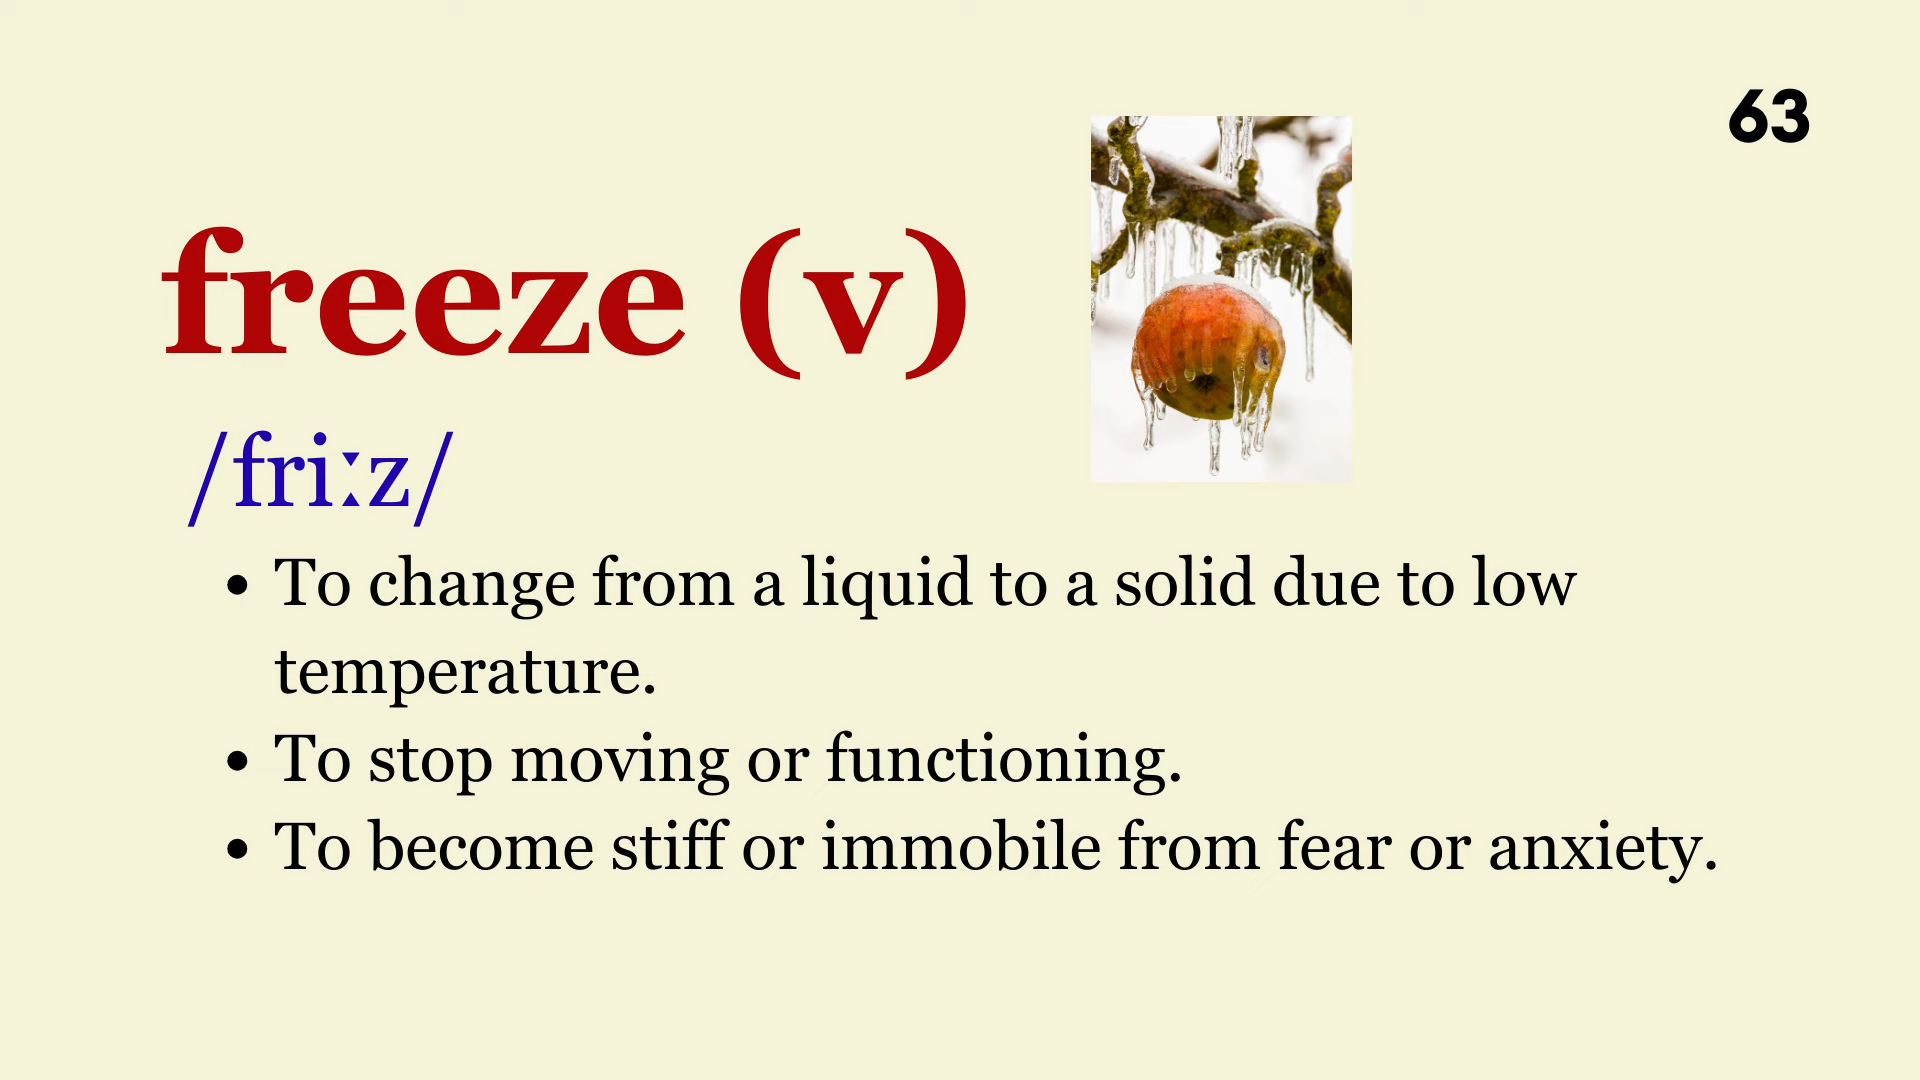 63
freeze (v)
/friːz/
• To change from a liquid to a solid due to low
temperature.
• To stop moving or functioning.
• To become stiff or immobile from fear or anxiety.